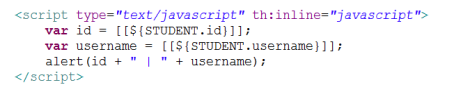 <script type="text/javascript" th:inline="javascript">
var id = [[${STUDENT.id}]];
var username = [[${STUDENT.username}]];
alert(id + " | " + username);
</script>